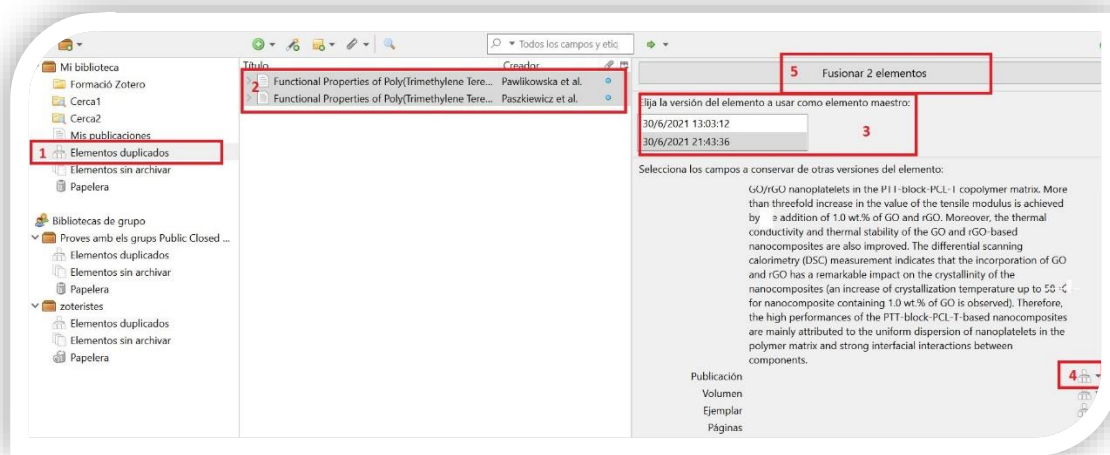 Todos los campos y etiq
Mi biblioteca
Formació Zotero
Cerca1
Cerca2
Mis publicaciones
1 Elementos duplicados
Elementos sin archivar
Papelera
Bibliotecas de grupo
Proves amb els grups Public Closed ...
Elementos duplicados
Elementos sin archivar
Papelera
zoteristes
Elementos duplicados
Elementos sin archivar
Papelera
Título Creador
2 Functional Properties of Poly(Trimethylene Tere... Pawlikowska et al.
Functional Properties of Poly(Trimethylene Tere... Paszkiewicz et al.
5 Fusionar 2 elementos
Elija la versión del elemento a usar como elemento maestro:
30/6/2021 13:03:12
3
30/6/2021 21:43:36
Selecciona los campos a conservar de otras versiones del elemento:
GO/rGO nanoplatelets in the PTT-block-PCL-T copolymer matrix. More
than threefold increase in the value of the tensile modulus is achieved
by e addition of 1.0 wt.% of GO and rGO. Moreover, the thermal
conductivity and thermal stability of the GO and rGO-based
nanocomposites are also improved. The differential scanning
calorimetry (DSC) measurement indicates that the incorporation of GO
and rGO has a remarkable impact on the crystallinity of the
nanocomposites (an increase of crystallization temperature up to 58
for nanocomposite containing 1.0 wt.% of GO is observed). Therefore,
the high performances of the PTT-block-PCL-T-based nanocomposites
are mainly attributed to the uniform dispersion of nanoplatelets in the
polymer matrix and strong interfacial interactions between
components.
Publicación 4
Volumen
Ejemplar
Páginas